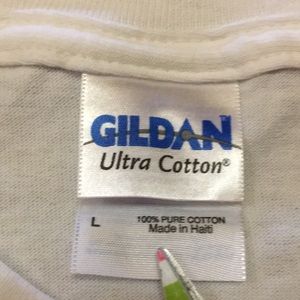 GILDAN
Ultra Cotton®
L
100% PURE COTTON
Made in Haiti